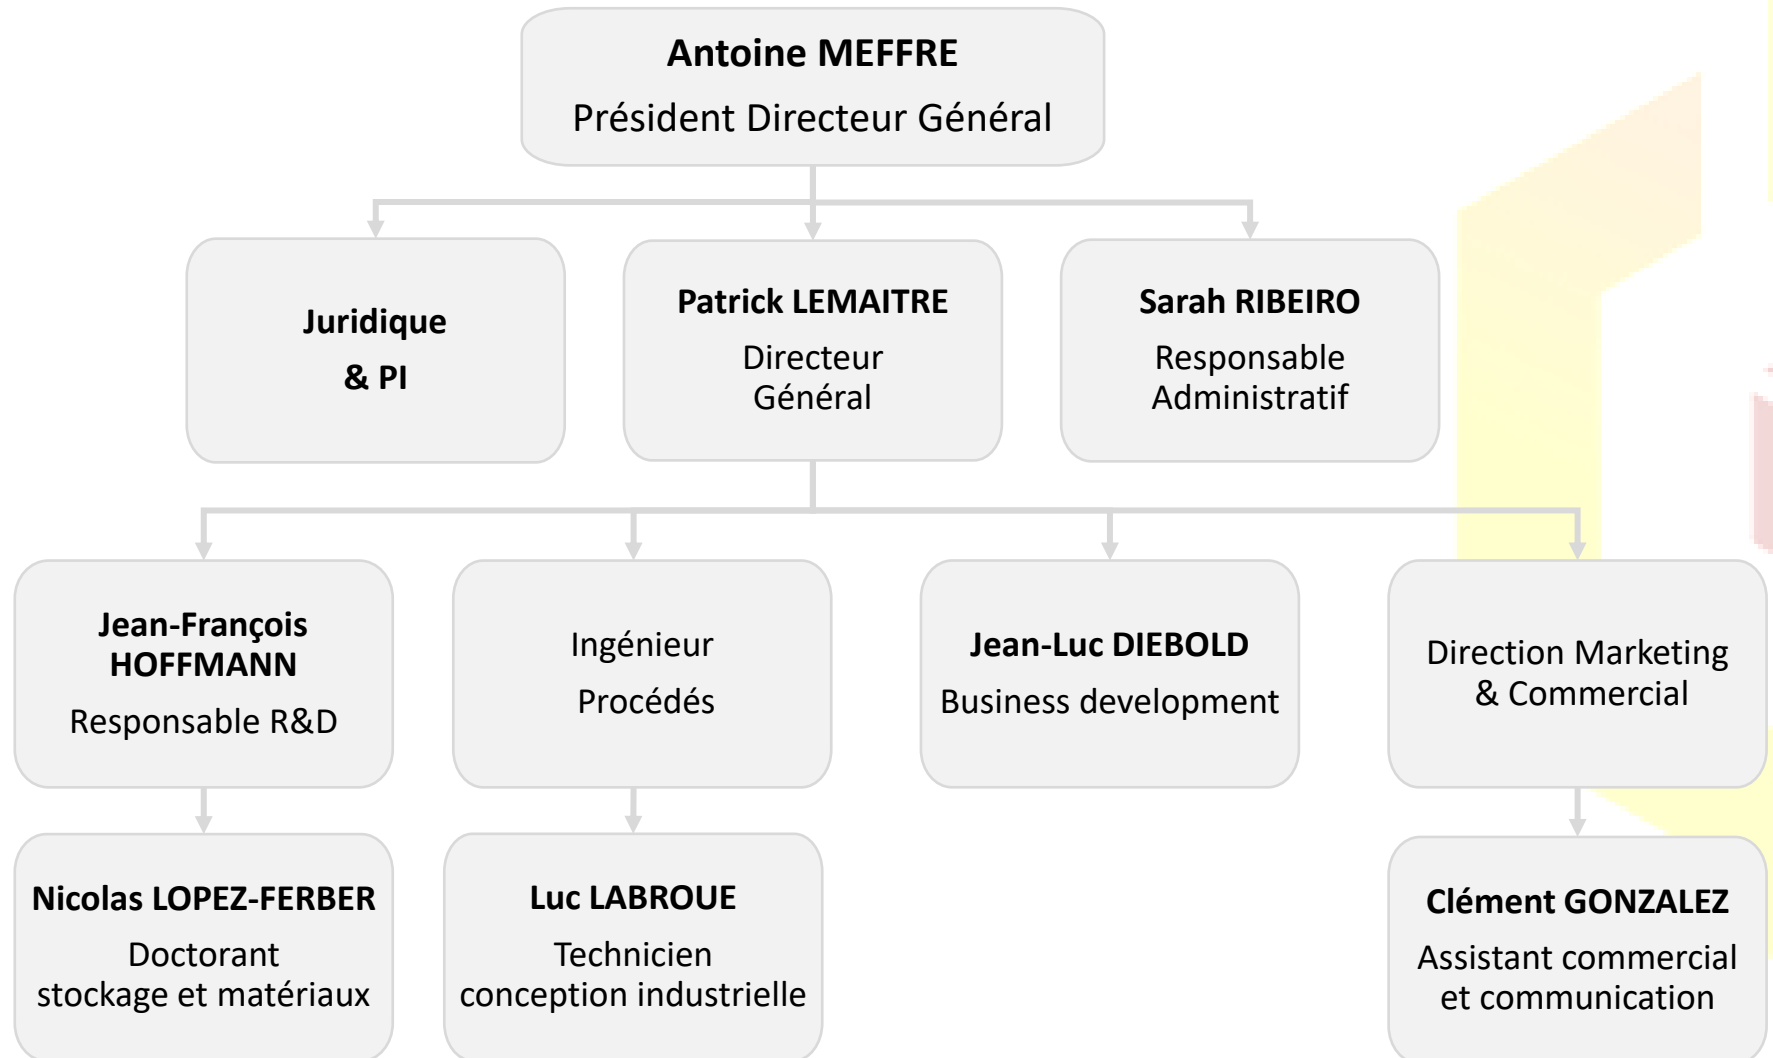 Antoine MEFFRE
Président Directeur Général
Juridique
& PI
Patrick LEMAITRE
Directeur
Général
Sarah RIBEIRO
Responsable
Administratif
Jean-François
HOFFMANN
Responsable R&D
Ingénieur
Procédés
Jean-Luc DIEBOLD
Business development
Direction Marketing
& Commercial
Nicolas LOPEZ-FERBER
Doctorant
stockage et matériaux
Luc LABROUE
Technicien
conception industrielle
Clément GONZALEZ
Assistant commercial
et communication